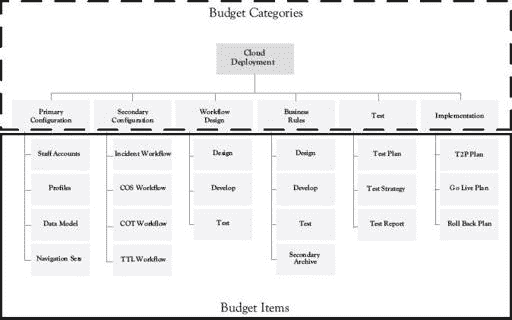 Budget Categories
Cloud
Deployment
Primary
Configuration
Secondary
Configuration
Workflow
Design
Business
Rules
Test
Implementation
Staff Accounts
Incident Workflow
Design
Design
Test Plan
T2P Plan
Profiles
COS Workflow
Develop
Develop
Test Strategy
Go Live Plan
Data Model
COT Workflow
Test
Test
Test Report
Roll Back Plan
Navigation Sets
TTL Workflow
Secondary
Archive
Budget Items